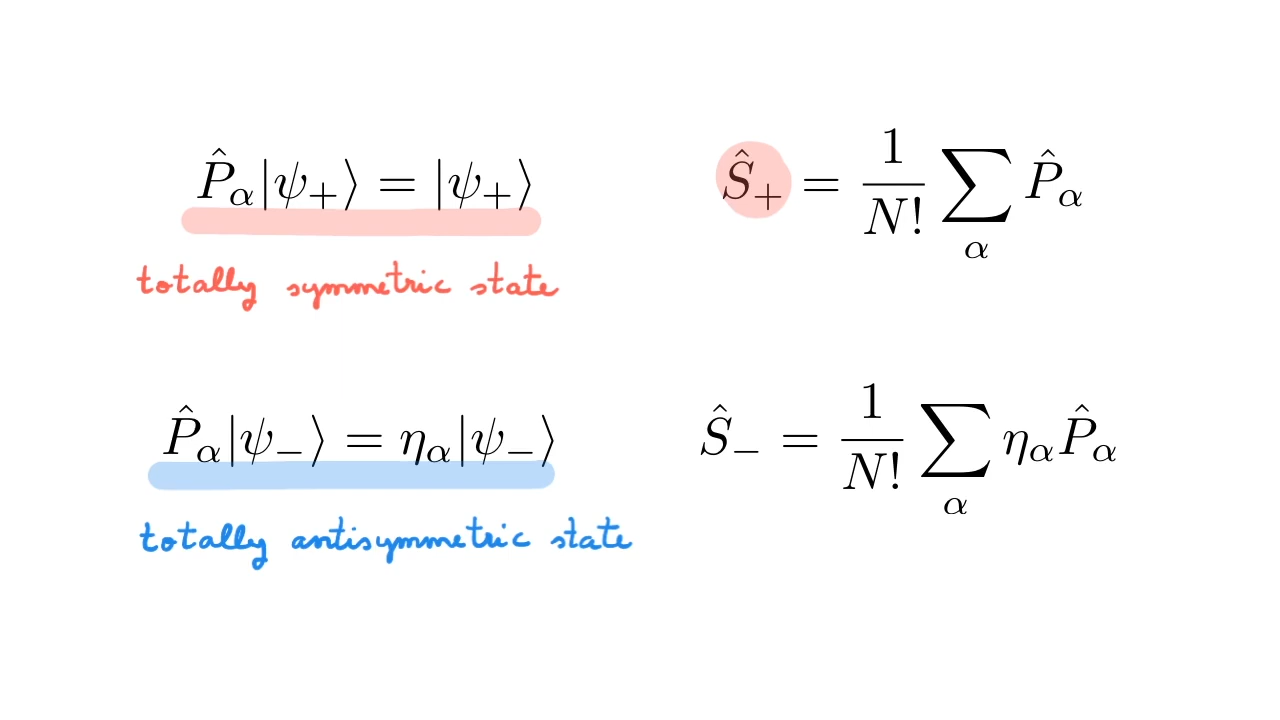 P̂_α|ψ_+⟩ = |ψ_+⟩
totally symmetric state
Ŝ_+ = 1/N! ∑_α P̂_α
P̂_α|ψ_−⟩ = η_α|ψ_−⟩
totally antisymmetric state
Ŝ_− = 1/N! ∑_α η_α P̂_α